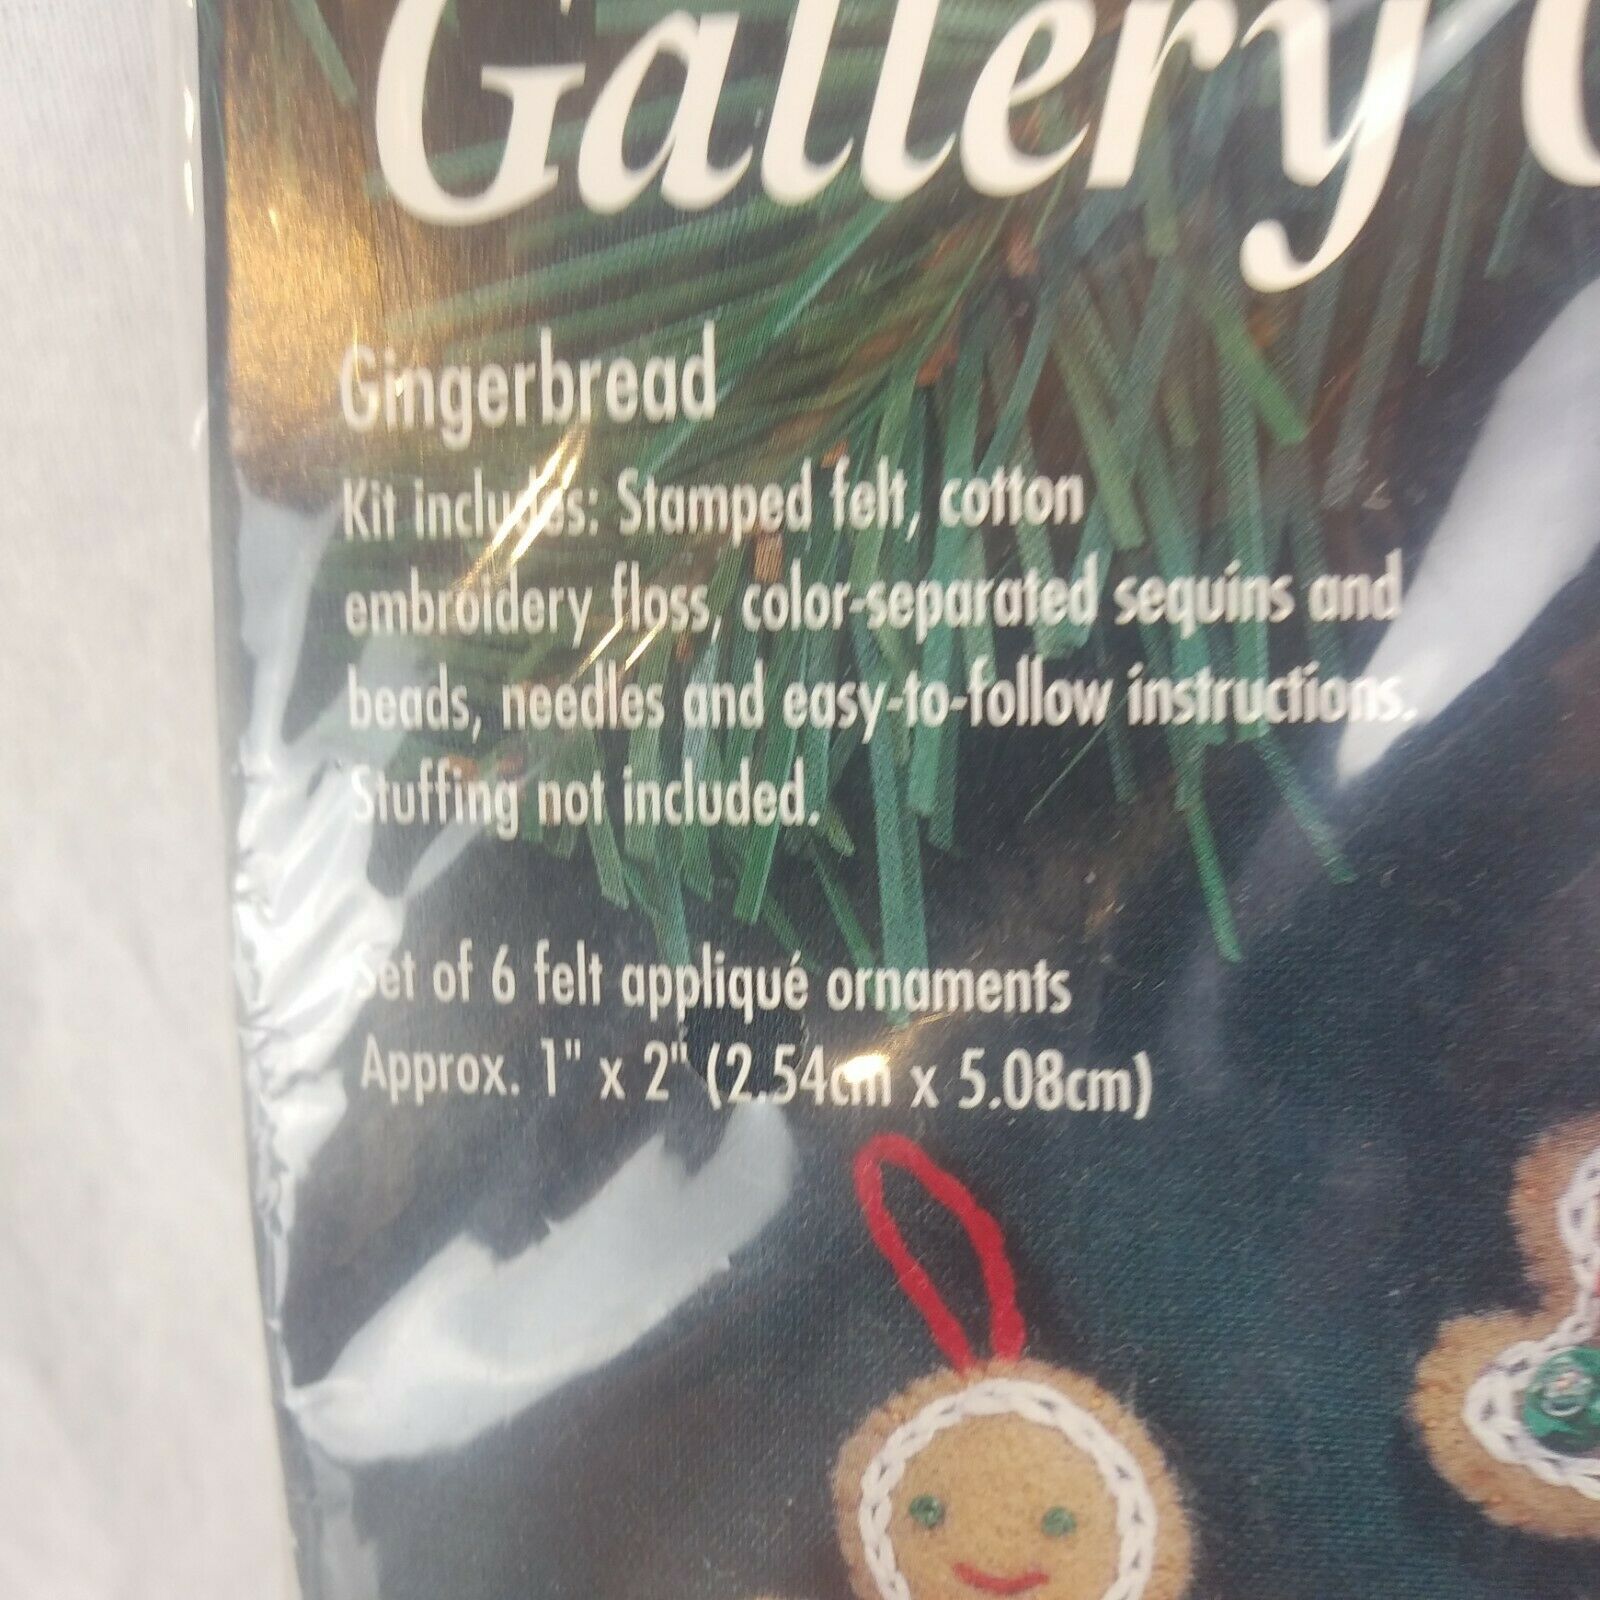 Gallery
Gingerbread
Kit includes: Stamped felt, cotton
embroidery floss, color-separated sequins and
beads, needles and easy-to-follow instructions.
Stuffing not included.
Set of 6 felt appliqué ornaments
Approx. 1" x 2" (2.54cm x 5.08cm)